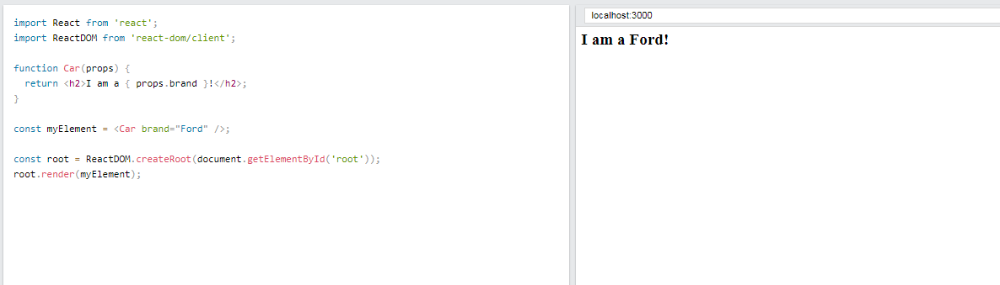 import React from 'react';
import ReactDOM from 'react-dom/client';
function Car(props) {
return <h2>I am a { props.brand }!</h2>;
}
const myElement = <Car brand="Ford" />;
const root = ReactDOM.createRoot(document.getElementById('root'));
root.render(myElement);
localhost:3000
I am a Ford!